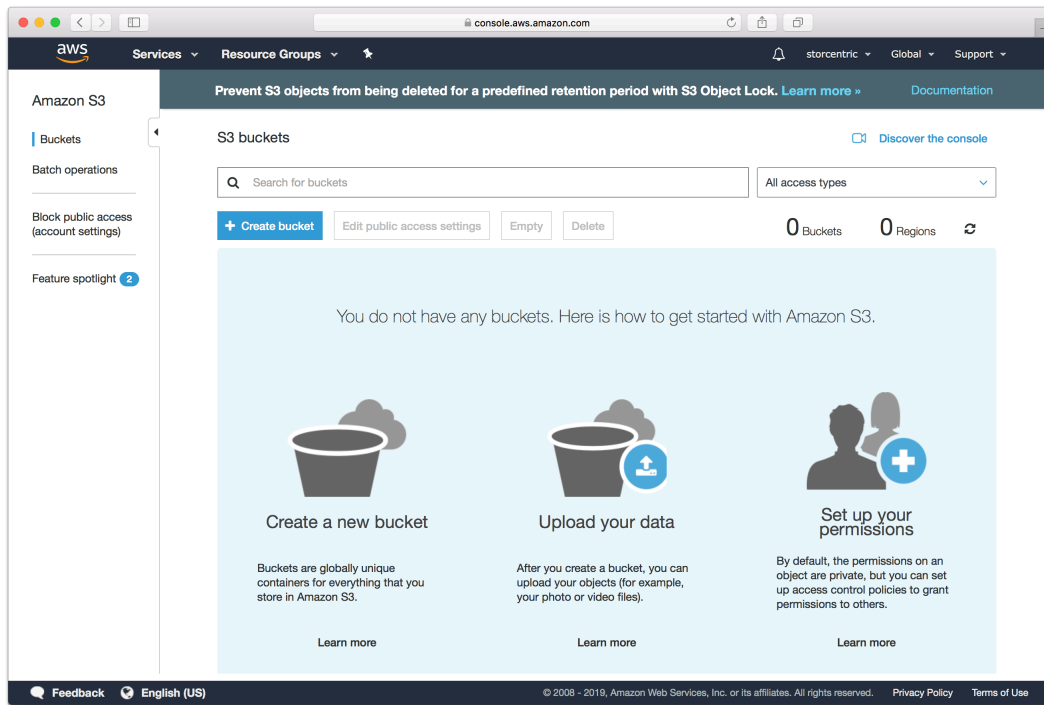 console.aws.amazon.com
aws Services Resource Groups storcentric Global Support
Amazon S3
Buckets
Batch operations
Block public access
(account settings)
Feature spotlight 2
Prevent S3 objects from being deleted for a predefined retention period with S3 Object Lock. Learn more » Documentation
S3 buckets Discover the console
Search for buckets All access types
+ Create bucket Edit public access settings Empty Delete 0 Buckets 0 Regions
You do not have any buckets. Here is how to get started with Amazon S3.
Create a new bucket
Buckets are globally unique
containers for everything that you
store in Amazon S3.
Learn more
Upload your data
After you create a bucket, you can
upload your objects (for example,
your photo or video files).
Learn more
Set up your
permissions
By default, the permissions on an
object are private, but you can set
up access control policies to grant
permissions to others.
Learn more
Feedback English (US) © 2008 - 2019, Amazon Web Services, Inc. or its affiliates. All rights reserved. Privacy Policy Terms of Use